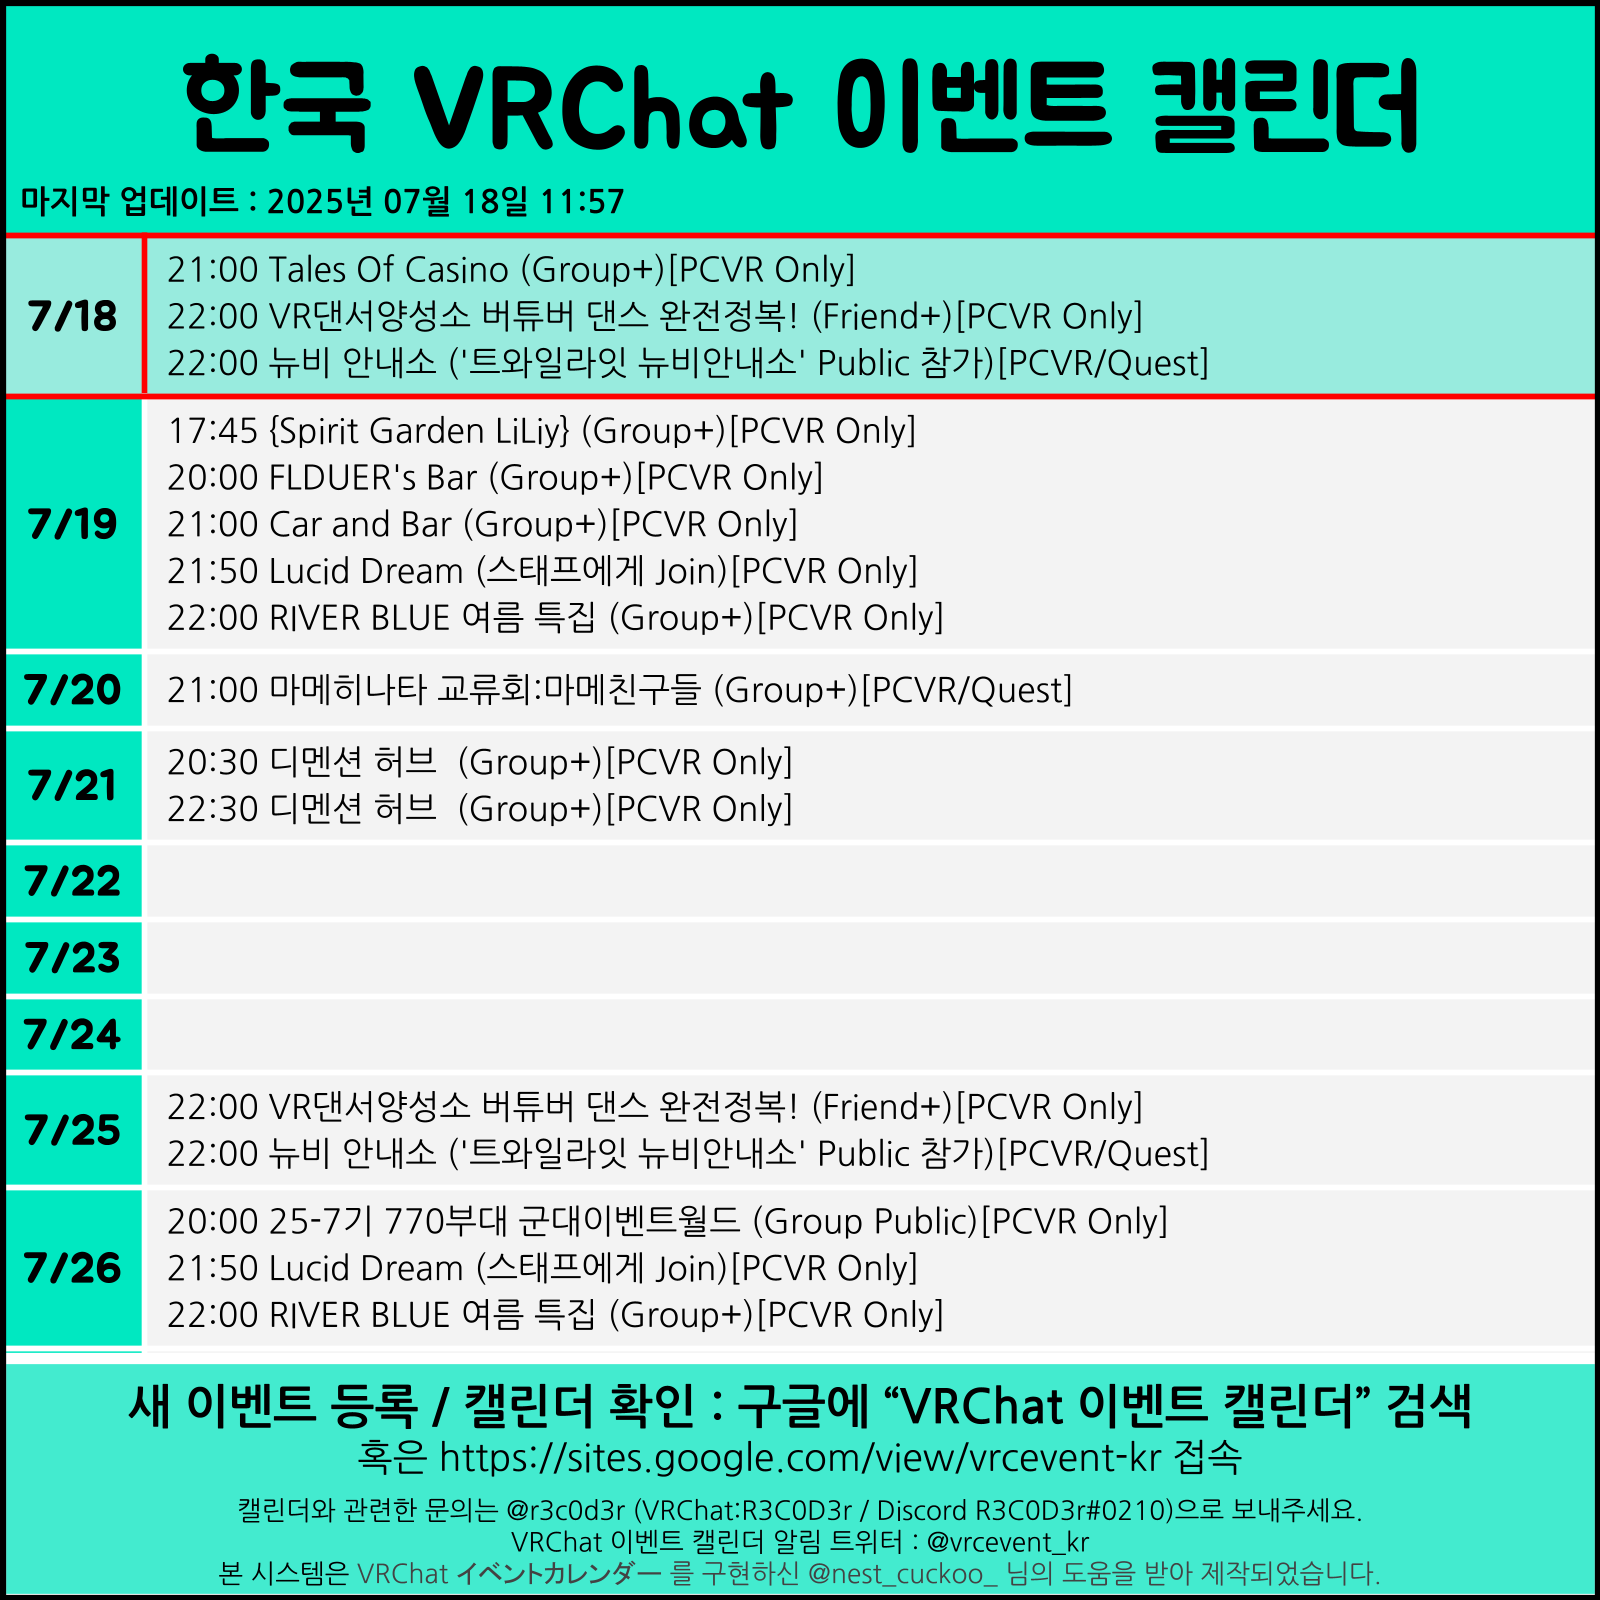 한국 VRChat 이벤트 캘린더
마지막 업데이트 : 2025년 07월 18일 11:57
7/18
21:00 Tales Of Casino (Group+)[PCVR Only]
22:00 VR댄서양성소 버튜버 댄스 완전정복! (Friend+)[PCVR Only]
22:00 뉴비 안내소 ('트와일라잇 뉴비안내소' Public 참가)[PCVR/Quest]
7/19
17:45 {Spirit Garden LiLiy} (Group+)[PCVR Only]
20:00 FLDUER's Bar (Group+)[PCVR Only]
21:00 Car and Bar (Group+)[PCVR Only]
21:50 Lucid Dream (스태프에게 Join)[PCVR Only]
22:00 RIVER BLUE 여름 특집 (Group+)[PCVR Only]
7/20
21:00 마메히나타 교류회:마메친구들 (Group+)[PCVR/Quest]
7/21
20:30 디멘션 허브  (Group+)[PCVR Only]
22:30 디멘션 허브  (Group+)[PCVR Only]
7/22
7/23
7/24
7/25
22:00 VR댄서양성소 버튜버 댄스 완전정복! (Friend+)[PCVR Only]
22:00 뉴비 안내소 ('트와일라잇 뉴비안내소' Public 참가)[PCVR/Quest]
7/26
20:00 25-7기 770부대 군대이벤트월드 (Group Public)[PCVR Only]
21:50 Lucid Dream (스태프에게 Join)[PCVR Only]
22:00 RIVER BLUE 여름 특집 (Group+)[PCVR Only]
새 이벤트 등록 / 캘린더 확인 : 구글에 “VRChat 이벤트 캘린더” 검색
혹은 https://sites.google.com/view/vrcevent-kr 접속
캘린더와 관련한 문의는 @r3c0d3r (VRChat:R3C0D3r / Discord R3C0D3r#0210)으로 보내주세요.
VRChat 이벤트 캘린더 알림 트위터 : @vrcevent_kr
본 시스템은 VRChat イベントカレンダー 를 구현하신 @nest_cuckoo_ 님의 도움을 받아 제작되었습니다.